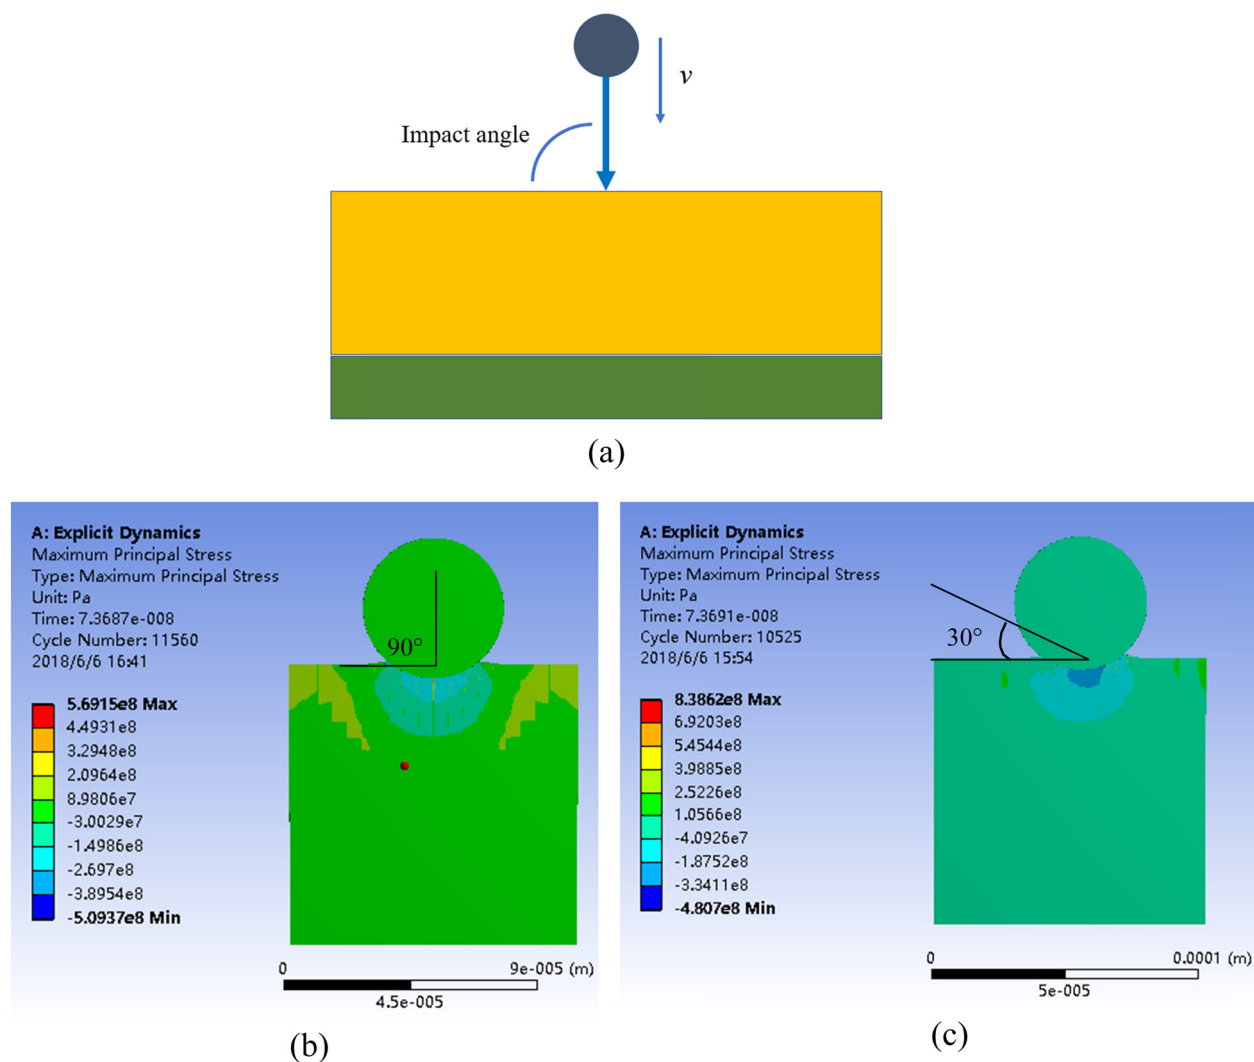 v
Impact angle
(a)
A: Explicit Dynamics
Maximum Principal Stress
Type: Maximum Principal Stress
Unit: Pa
Time: 7.3687e-008
Cycle Number: 11560
2018/6/6 16:41
90°
5.6915e8 Max
4.4931e8
3.2948e8
2.0964e8
8.9806e7
-3.0029e7
-1.4986e8
-2.697e8
-3.8954e8
-5.0937e8 Min
0
9e-005 (m)
4.5e-005
(b)
A: Explicit Dynamics
Maximum Principal Stress
Type: Maximum Principal Stress
Unit: Pa
Time: 7.3691e-008
Cycle Number: 10525
2018/6/6 15:54
30°
8.3862e8 Max
6.9203e8
5.4544e8
3.9885e8
2.5226e8
1.0566e8
-4.0926e7
-1.8752e8
-3.3411e8
-4.807e8 Min
0
0.0001 (m)
5e-005
(c)